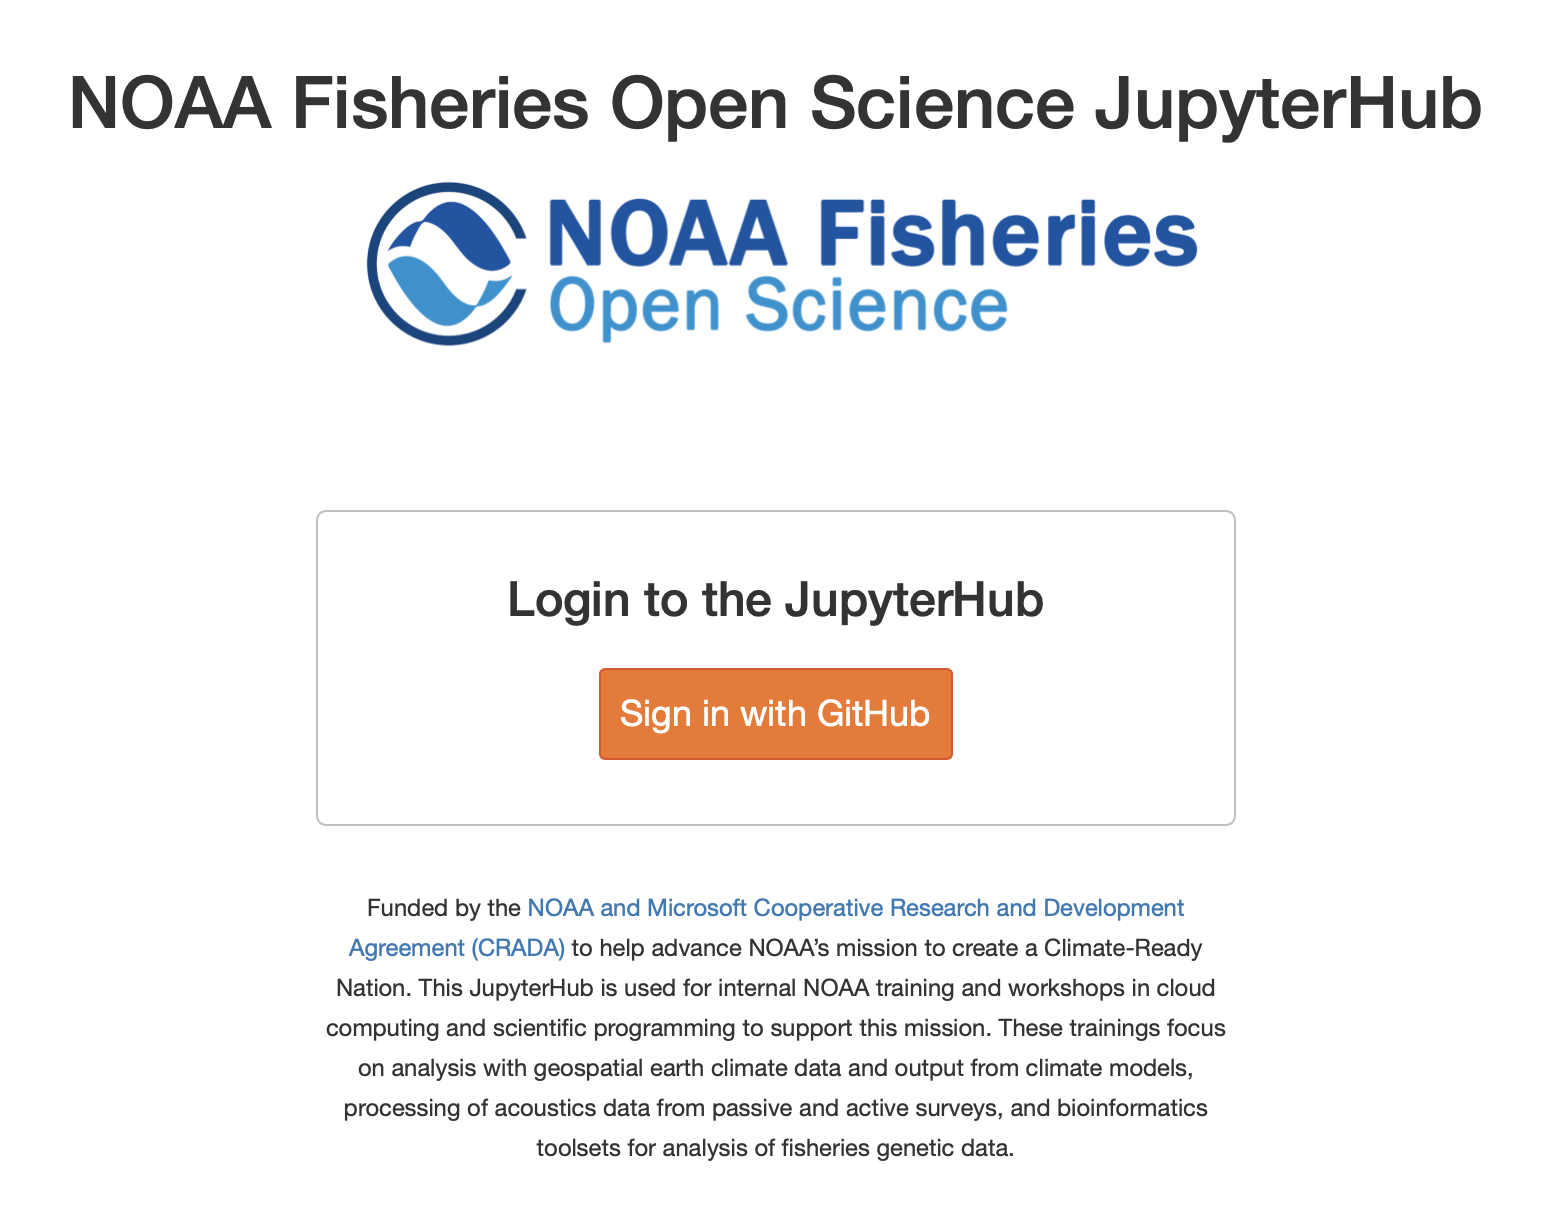 NOAA Fisheries Open Science JupyterHub
NOAA Fisheries
Open Science
Login to the JupyterHub
Sign in with GitHub
Funded by the NOAA and Microsoft Cooperative Research and Development
Agreement (CRADA) to help advance NOAA’s mission to create a Climate-Ready
Nation. This JupyterHub is used for internal NOAA training and workshops in cloud
computing and scientific programming to support this mission. These trainings focus
on analysis with geospatial earth climate data and output from climate models,
processing of acoustics data from passive and active surveys, and bioinformatics
toolsets for analysis of fisheries genetic data.